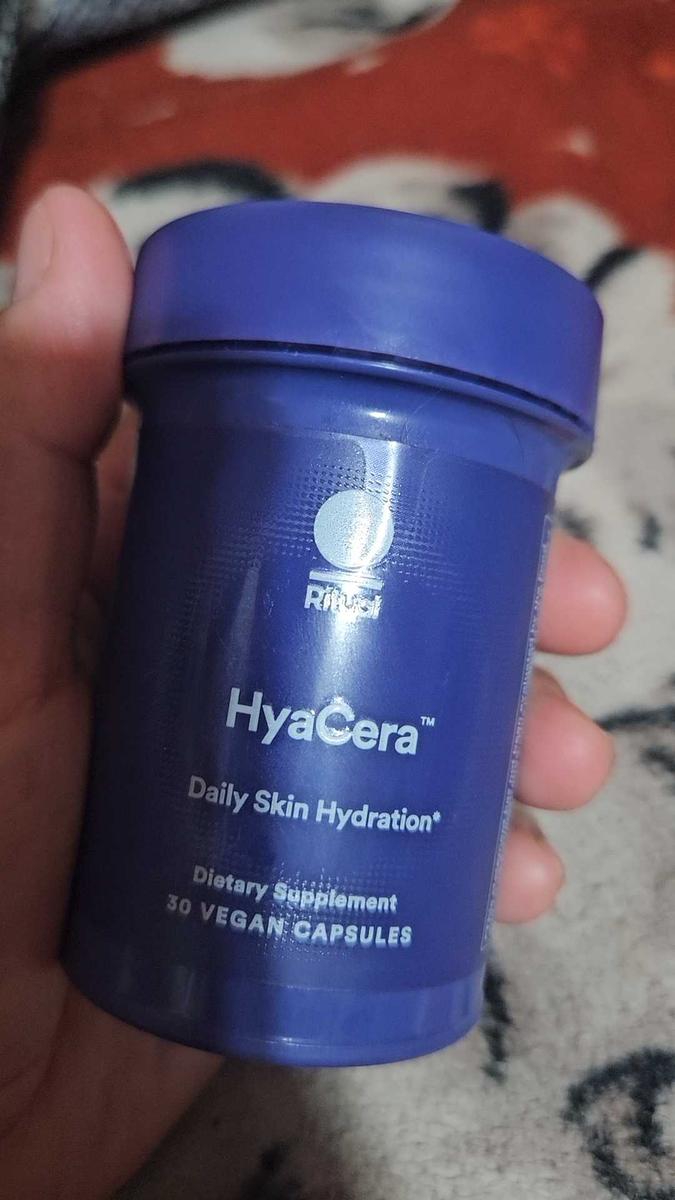 Ritual
HyaCera™
Daily Skin Hydration*
Dietary Supplement
30 VEGAN CAPSULES